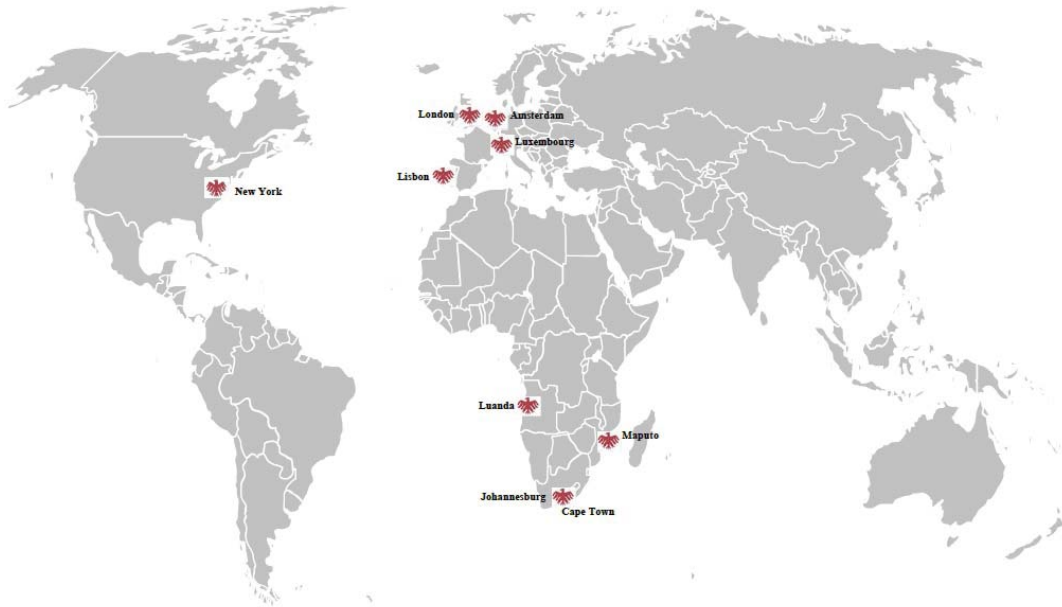 London
Amsterdam
Luxembourg
Lisbon
New York
Luanda
Maputo
Johannesburg
Cape Town